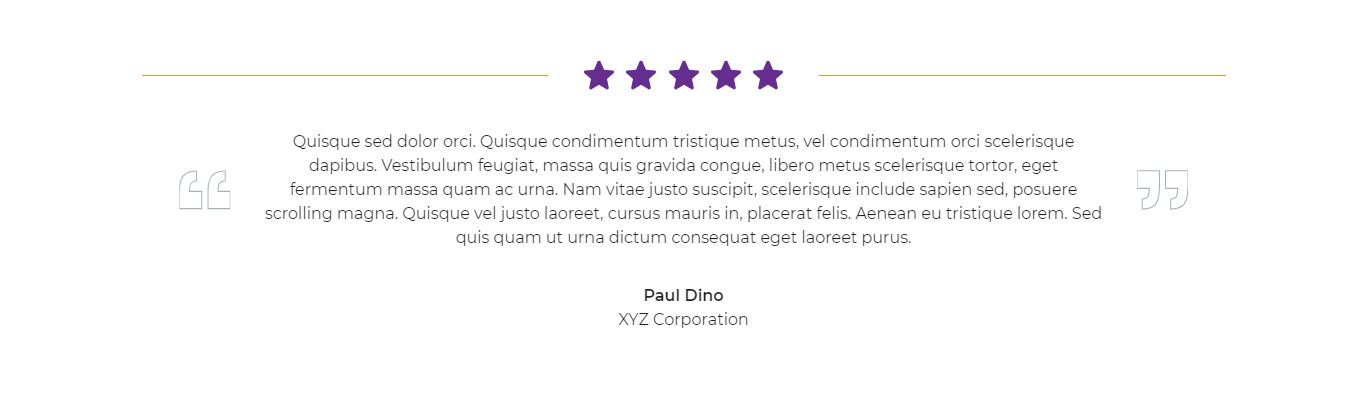 Quisque sed dolor orci. Quisque condimentum tristique metus, vel condimentum orci scelerisque
dapibus. Vestibulum feugiat, massa quis gravida congue, libero metus scelerisque tortor, eget
fermentum massa quam ac urna. Nam vitae justo suscipit, scelerisque include sapien sed, posuere
scrolling magna. Quisque vel justo laoreet, cursus mauris in, placerat felis. Aenean eu tristique lorem. Sed
quis quam ut urna dictum consequat eget laoreet purus.
Paul Dino
XYZ Corporation